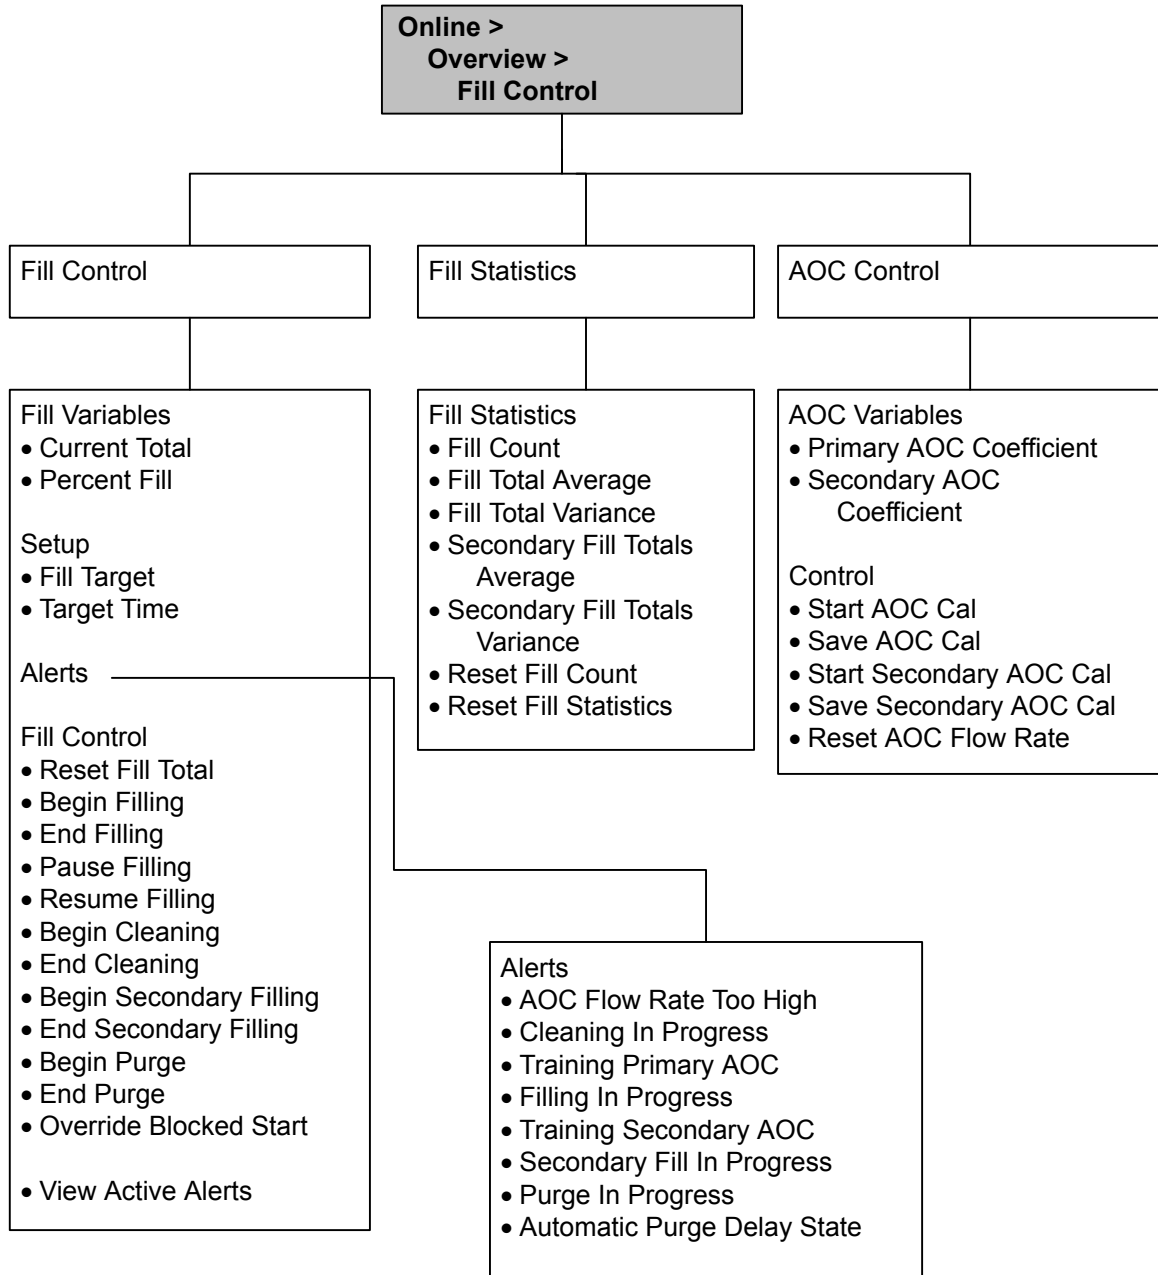 Online >
Overview >
Fill Control
Fill Control
Fill Statistics
AOC Control
Fill Variables
• Current Total
• Percent Fill
Setup
• Fill Target
• Target Time
Alerts
Fill Control
• Reset Fill Total
• Begin Filling
• End Filling
• Pause Filling
• Resume Filling
• Begin Cleaning
• End Cleaning
• Begin Secondary Filling
• End Secondary Filling
• Begin Purge
• End Purge
• Override Blocked Start
• View Active Alerts
Fill Statistics
• Fill Count
• Fill Total Average
• Fill Total Variance
• Secondary Fill Totals
Average
• Secondary Fill Totals
Variance
• Reset Fill Count
• Reset Fill Statistics
AOC Variables
• Primary AOC Coefficient
• Secondary AOC
Coefficient
Control
• Start AOC Cal
• Save AOC Cal
• Start Secondary AOC Cal
• Save Secondary AOC Cal
• Reset AOC Flow Rate
Alerts
• AOC Flow Rate Too High
• Cleaning In Progress
• Training Primary AOC
• Filling In Progress
• Training Secondary AOC
• Secondary Fill In Progress
• Purge In Progress
• Automatic Purge Delay State